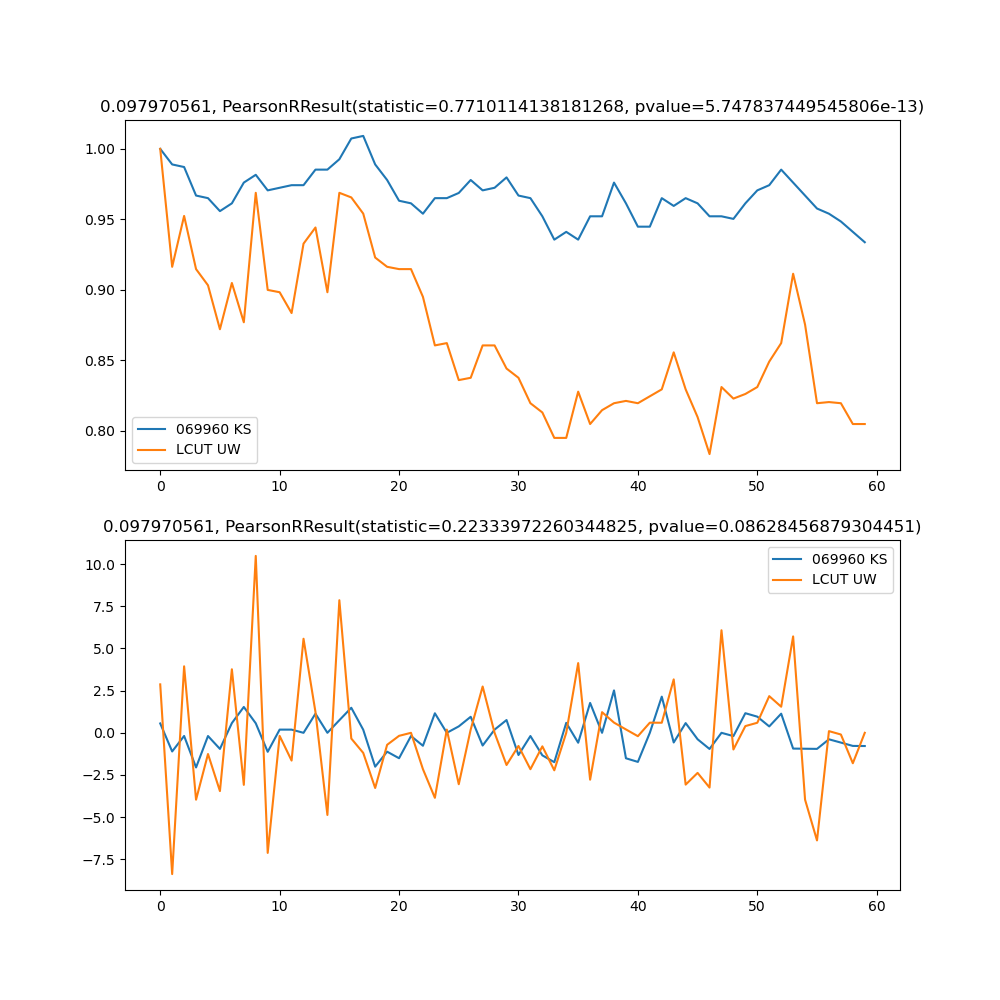 0.097970561, PearsonRResult(statistic=0.7710114138181268, pvalue=5.747837449545806e-13)
1.00
0.95
0.90
0.85
0.80
069960 KS
LCUT UW
0 10 20 30 40 50 60
0.097970561, PearsonRResult(statistic=0.22333972260344825, pvalue=0.08628456879304451)
10.0
7.5
5.0
2.5
0.0
−2.5
−5.0
−7.5
069960 KS
LCUT UW
0 10 20 30 40 50 60